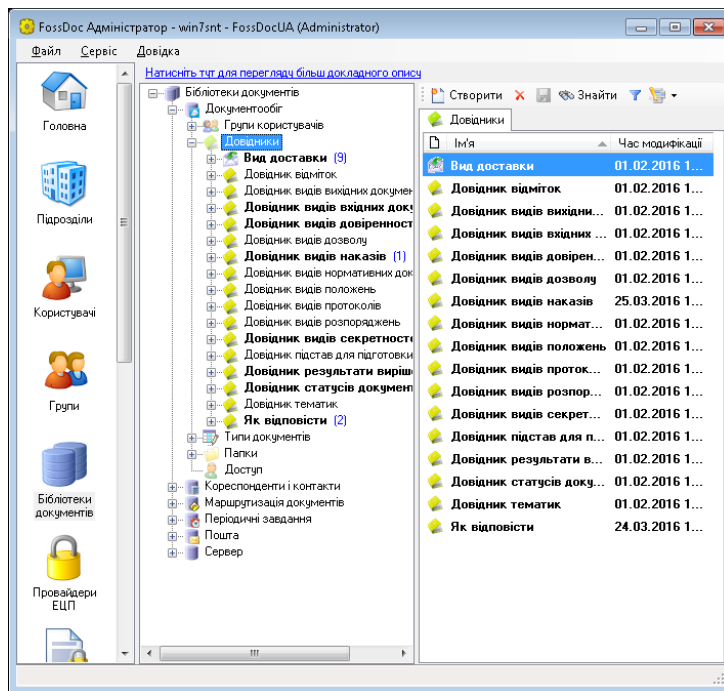 FossDoc Адміністратор - win7snt - FossDocUA (Administrator)
Файл Сервіс Довідка
Головна
Підрозділи
Користувачі
Групи
Бібліотеки
документів
Провайдери
ЕЦП
Натисніть тут для перегляду більш докладного опису
Бібліотеки документів
Документообіг
Групи користувачів
Довідники
Вид доставки (9)
Довідник відміток
Довідник видів вихідних докумен
Довідник видів вхідних доку
Довідник видів довіренност
Довідник видів дозволу
Довідник видів наказів (1)
Довідник видів нормативних док
Довідник видів положень
Довідник видів протоколів
Довідник видів розпоряджень
Довідник видів секретност
Довідник підстав для підготовки
Довідник результати виріше
Довідник статусів документ
Довідник тематик
Як відповісти (2)
Типи документів
Папки
Доступ
Кореспонденти і контакти
Маршрутизація документів
Періодичні завдання
Пошта
Сервер
Створити Знайти
Довідники
Ім'я Час модифікації
Вид доставки 01.02.2016 1...
Довідник відміток 01.02.2016 1...
Довідник видів вихідни... 01.02.2016 1...
Довідник видів вхідних ... 01.02.2016 1...
Довідник видів довірен... 01.02.2016 1...
Довідник видів дозволу 01.02.2016 1...
Довідник видів наказів 25.03.2016 1...
Довідник видів нормат... 01.02.2016 1...
Довідник видів положень 01.02.2016 1...
Довідник видів проток... 01.02.2016 1...
Довідник видів розпор... 01.02.2016 1...
Довідник видів секрет... 01.02.2016 1...
Довідник підстав для п... 01.02.2016 1...
Довідник результати в... 01.02.2016 1...
Довідник статусів доку... 01.02.2016 1...
Довідник тематик 01.02.2016 1...
Як відповісти 24.03.2016 1...